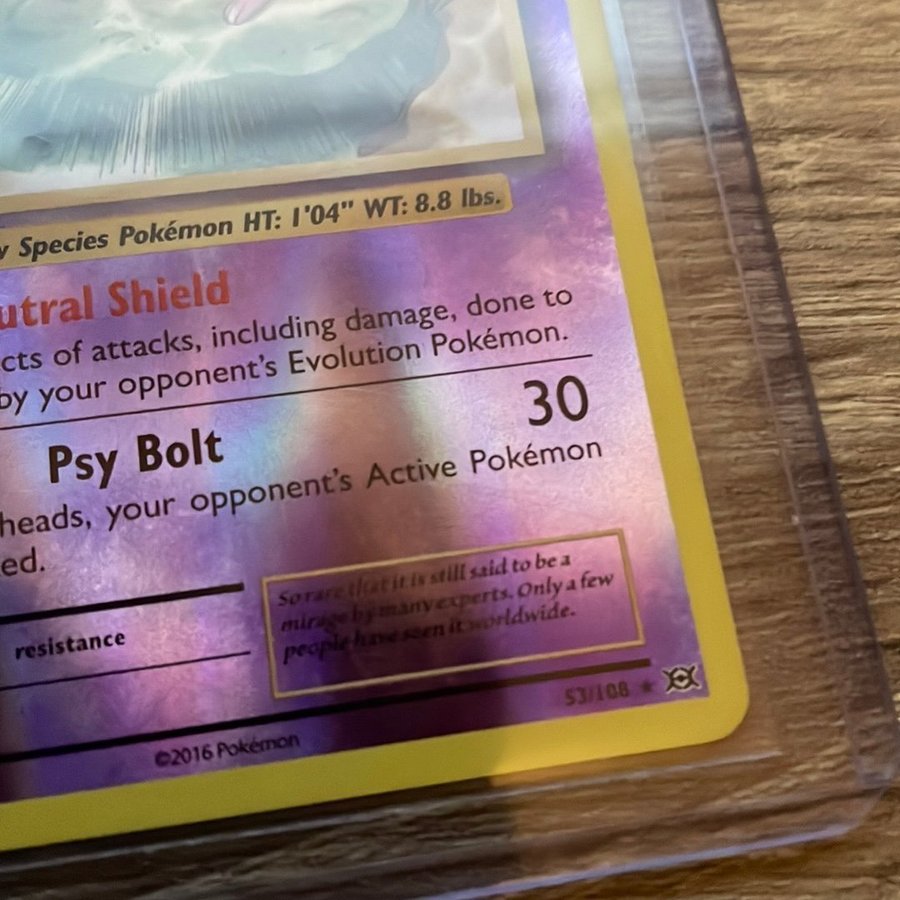 Species Pokémon HT: 1'04" WT: 8.8 lbs.
utral Shield
cts of attacks, including damage, done to
by your opponent's Evolution Pokémon.
Psy Bolt 30
heads, your opponent's Active Pokémon
ed.
So rare that it is still said to be a
mirage by many experts. Only a few
people have seen it worldwide.
resistance
53/108 ★
©2016 Pokémon